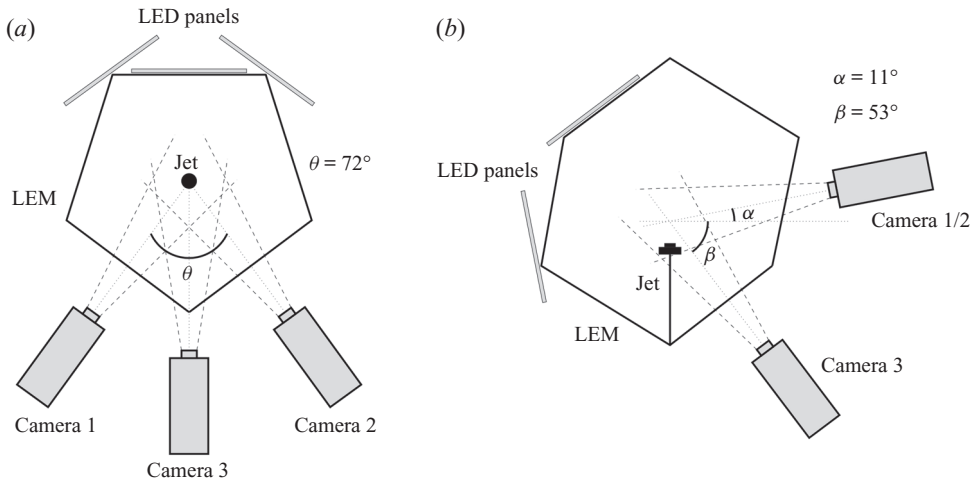 (a)
LED panels
Jet
θ = 72°
LEM
θ
Camera 1
Camera 2
Camera 3
(b)
α = 11°
β = 53°
LED panels
α
Camera 1/2
β
Jet
LEM
Camera 3